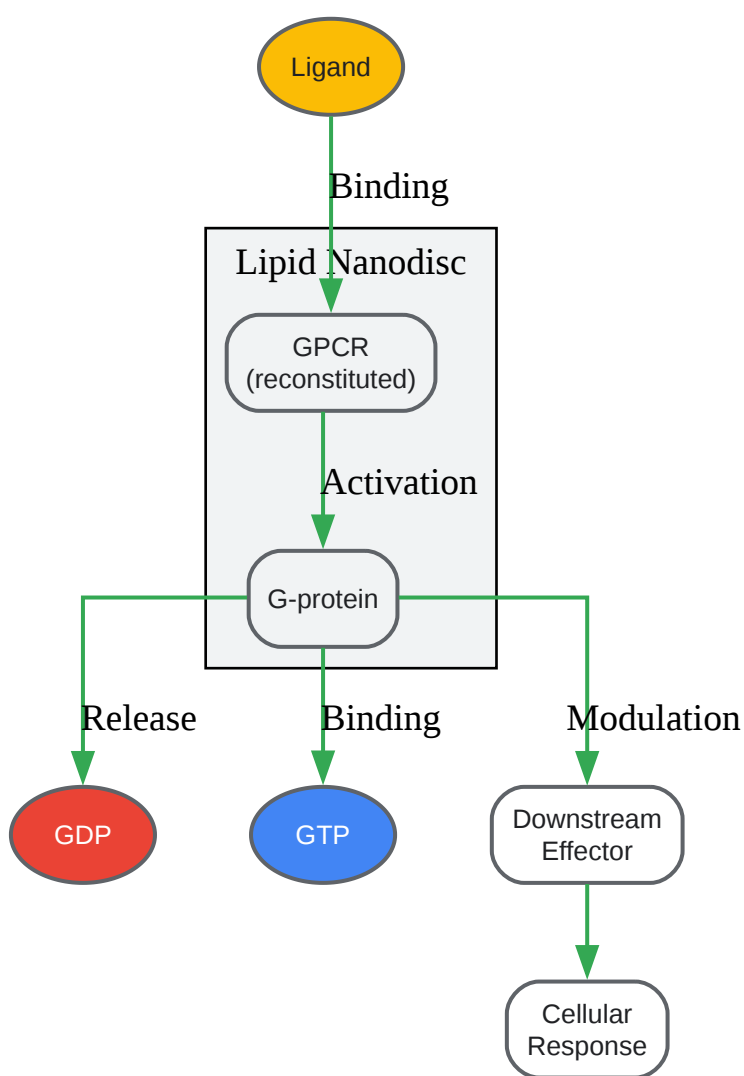 Ligand
Binding
Lipid Nanodisc
GPCR
(reconstituted)
Activation
G-protein
Release
Binding
Modulation
GDP
GTP
Downstream
Effector
Cellular
Response